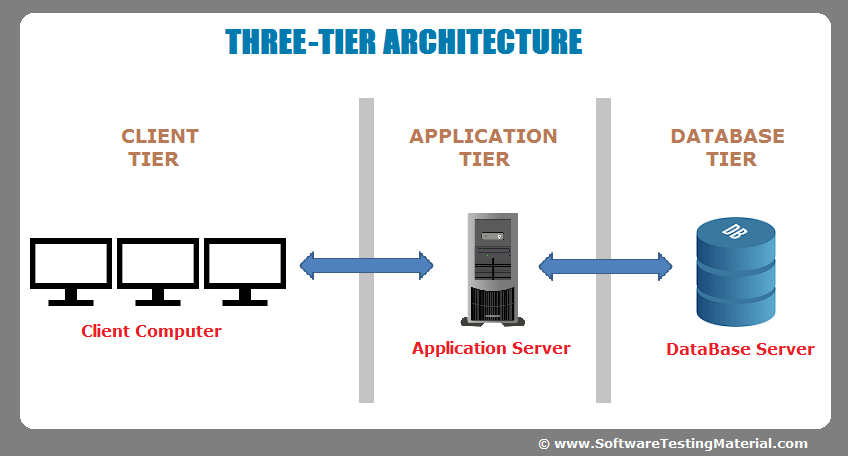 THREE-TIER ARCHITECTURE
CLIENT
TIER
APPLICATION
TIER
DATABASE
TIER
DB
Client Computer
Application Server
DataBase Server
© www.SoftwareTestingMaterial.com